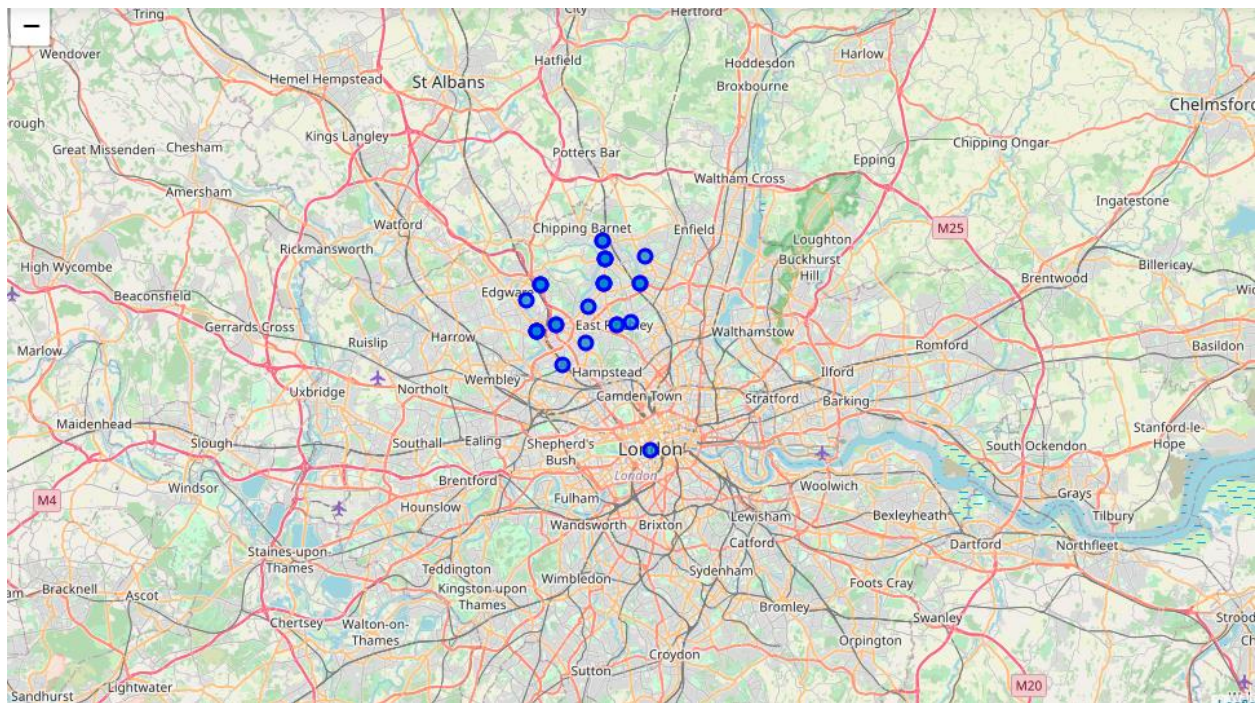 −
Tring
City
Hertford
Wendover
Hatfield
Hoddesdon
Harlow
Hemel Hempstead
St Albans
Broxbourne
Chelmsford
orough
Kings Langley
Great Missenden
Chesham
Potters Bar
Epping
Chipping Ongar
Amersham
Waltham Cross
Ingatestone
Watford
Chipping Barnet
Enfield
M25
Rickmansworth
Loughton
High Wycombe
Buckhurst
Hill
Billericay
Brentwood
Beaconsfield
Edgware
Gerrards Cross
Marlow
Ruislip
Harrow
East
Walthamstow
Romford
Basildon
Uxbridge
Northolt
Wembley
Hampstead
Ilford
Camden Town
Stratford
Barking
Maidenhead
Slough
Southall
Ealing
Shepherd's
Bush
London
South Ockendon
Stanford-le-
Hope
London
M4
Windsor
Brentford
Woolwich
Grays
Hounslow
Fulham
Tilbury
Wandsworth
Brixton
Lewisham
Bexleyheath
Staines-upon-
Thames
Catford
Dartford
Northfleet
Teddington
Wimbledon
Sydenham
Foots Cray
Bracknell
Ascot
Kingston upon
Thames
Bromley
Swanley
Chertsey
Walton-on-
Thames
Orpington
Croydon
Sutton
Sandhurst
Lightwater
M20